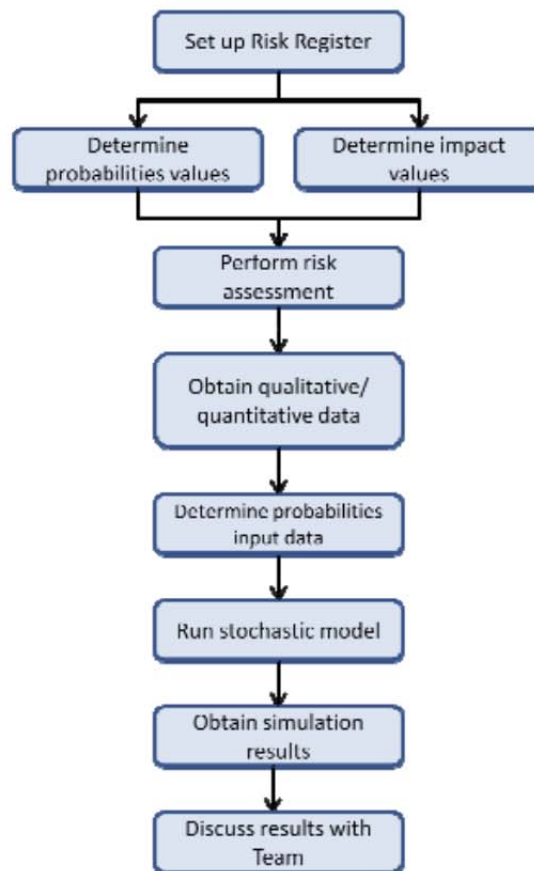 Set up Risk Register
Determine
probabilities values
Determine impact
values
Perform risk
assessment
Obtain qualitative/
quantitative data
Determine probabilities
input data
Run stochastic model
Obtain simulation
results
Discuss results with
Team